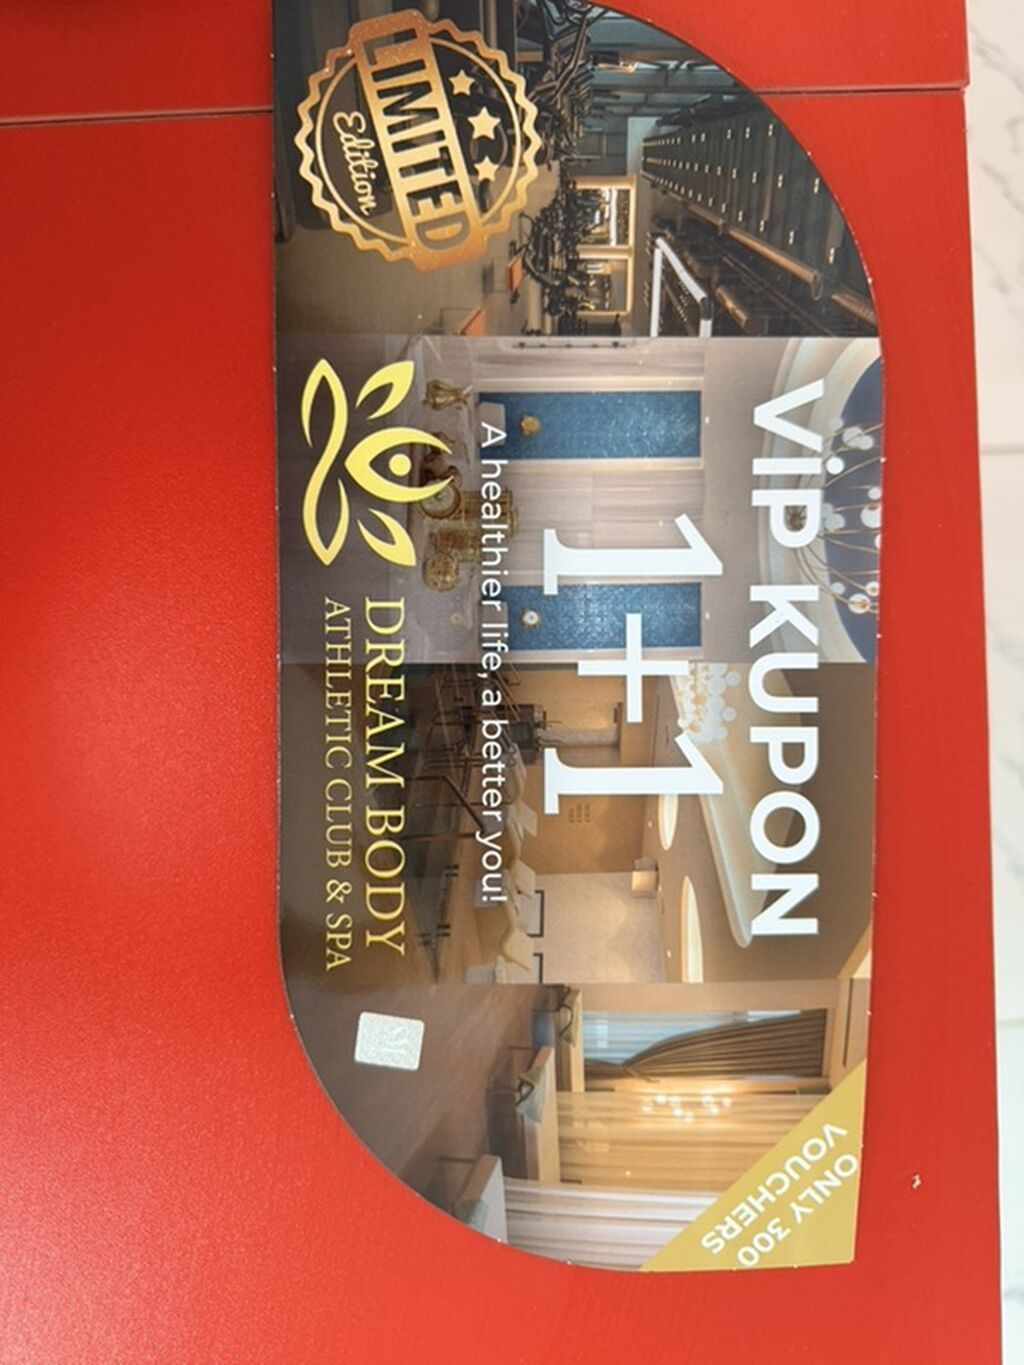 LIMITED
Edition
ViP KUPON
1+1
A healthier life, a better you!
DREAM BODY
ATHLETIC CLUB & SPA
ONLY 300
VOUCHERS